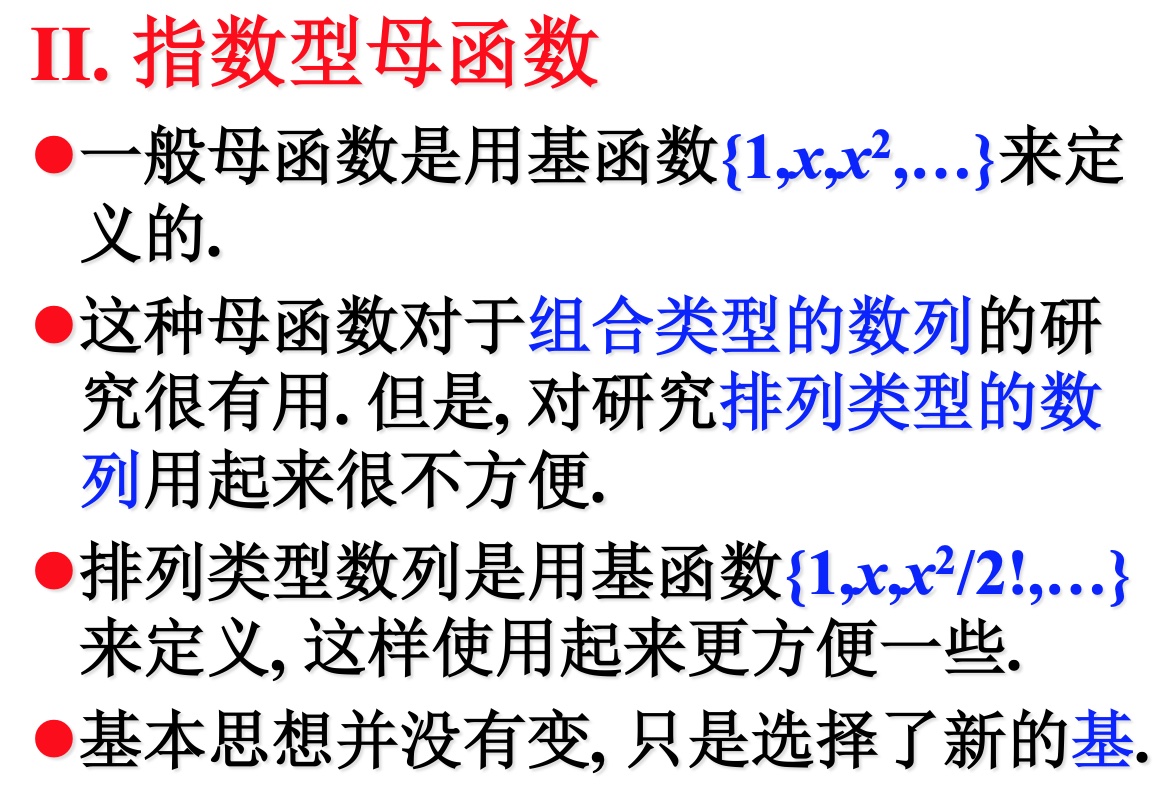 II. 指数型母函数
●一般母函数是用基函数{1,x,x²,…}来定
义的.
●这种母函数对于组合类型的数列的研
究很有用. 但是, 对研究排列类型的数
列用起来很不方便.
●排列类型数列是用基函数{1,x,x²/2!,…}
来定义, 这样使用起来更方便一些.
●基本思想并没有变, 只是选择了新的基.